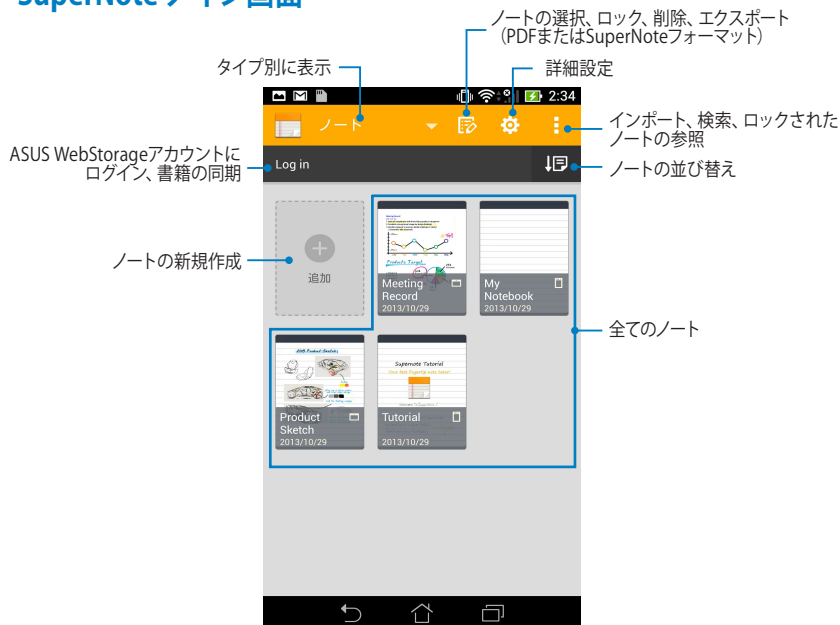 SuperNote メイン画面
ノートの選択、ロック、削除、エクスポート
（PDFまたはSuperNoteフォーマット）
タイプ別に表示
詳細設定
2:34
ノート
インポート、検索、ロックされた
ノートの参照
ASUS WebStorageアカウントに
ログイン、書籍の同期
Log in
ノートの並び替え
ノートの新規作成
追加
Meeting
Record
2013/10/29
My
Notebook
2013/10/29
全てのノート
Products Target
ASUS Product Sketchs
Supernote Tutorial
Product
Sketch
2013/10/29
Tutorial
2013/10/29